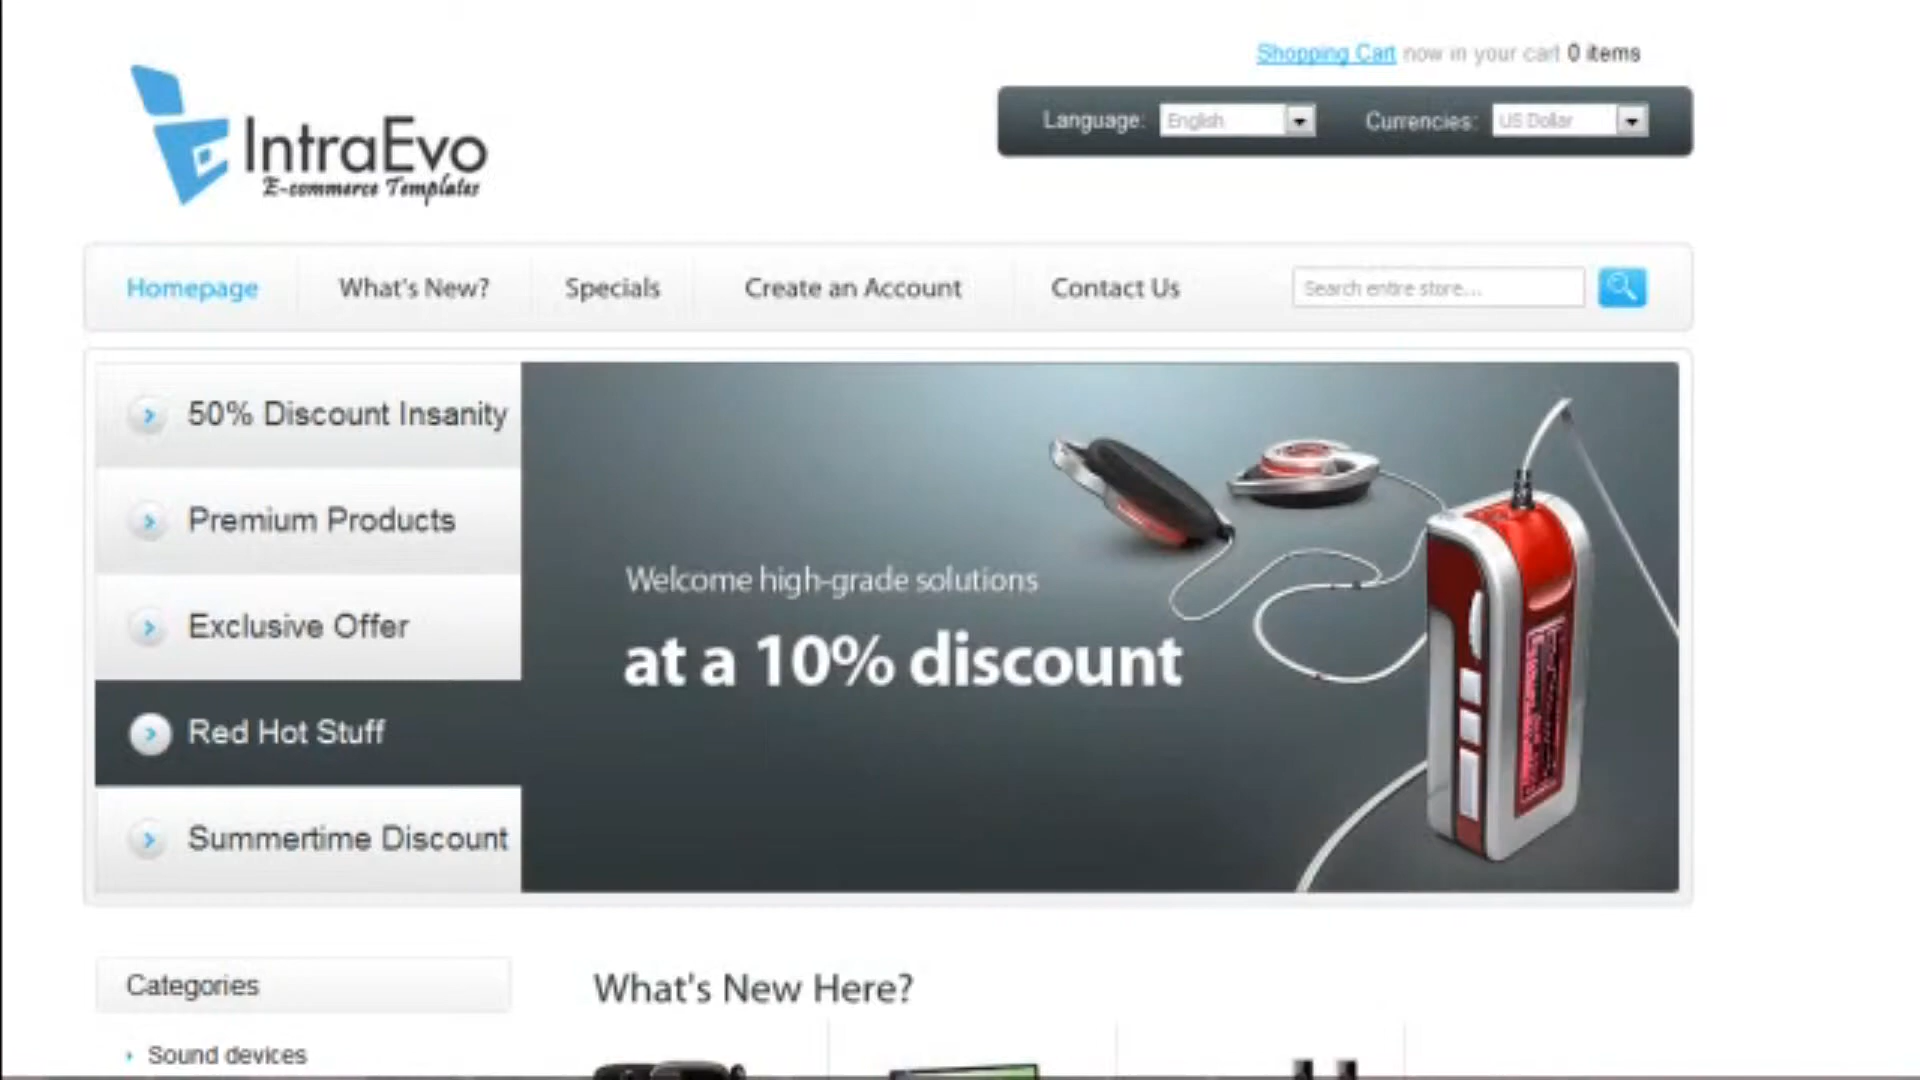 Shopping Cart now in your cart 0 items
Language: English Currencies: US Dollar
IntraEvo
E-commerce Templates
Homepage What's New? Specials Create an Account Contact Us Search entire store...
50% Discount Insanity
Premium Products
Exclusive Offer
Red Hot Stuff
Summertime Discount
Welcome high-grade solutions
at a 10% discount
Categories
Sound devices
What's New Here?